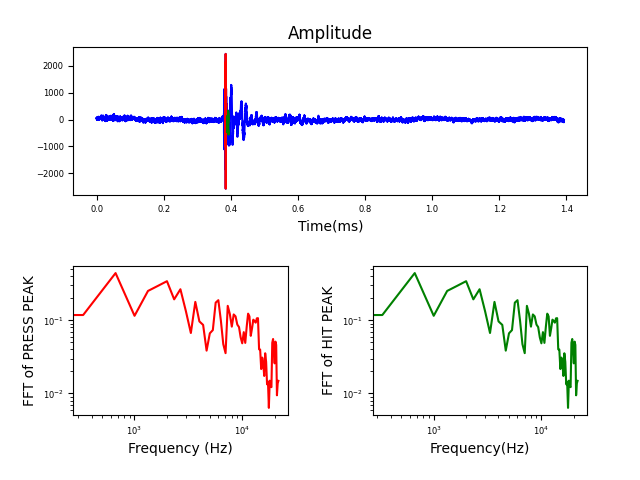 Amplitude
2000
1000
0
−1000
−2000
0.0 0.2 0.4 0.6 0.8 1.0 1.2 1.4
Time(ms)
FFT of PRESS PEAK
10⁻¹
10⁻²
10³ 10⁴
Frequency (Hz)
FFT of HIT PEAK
10⁻¹
10⁻²
10³ 10⁴
Frequency(Hz)